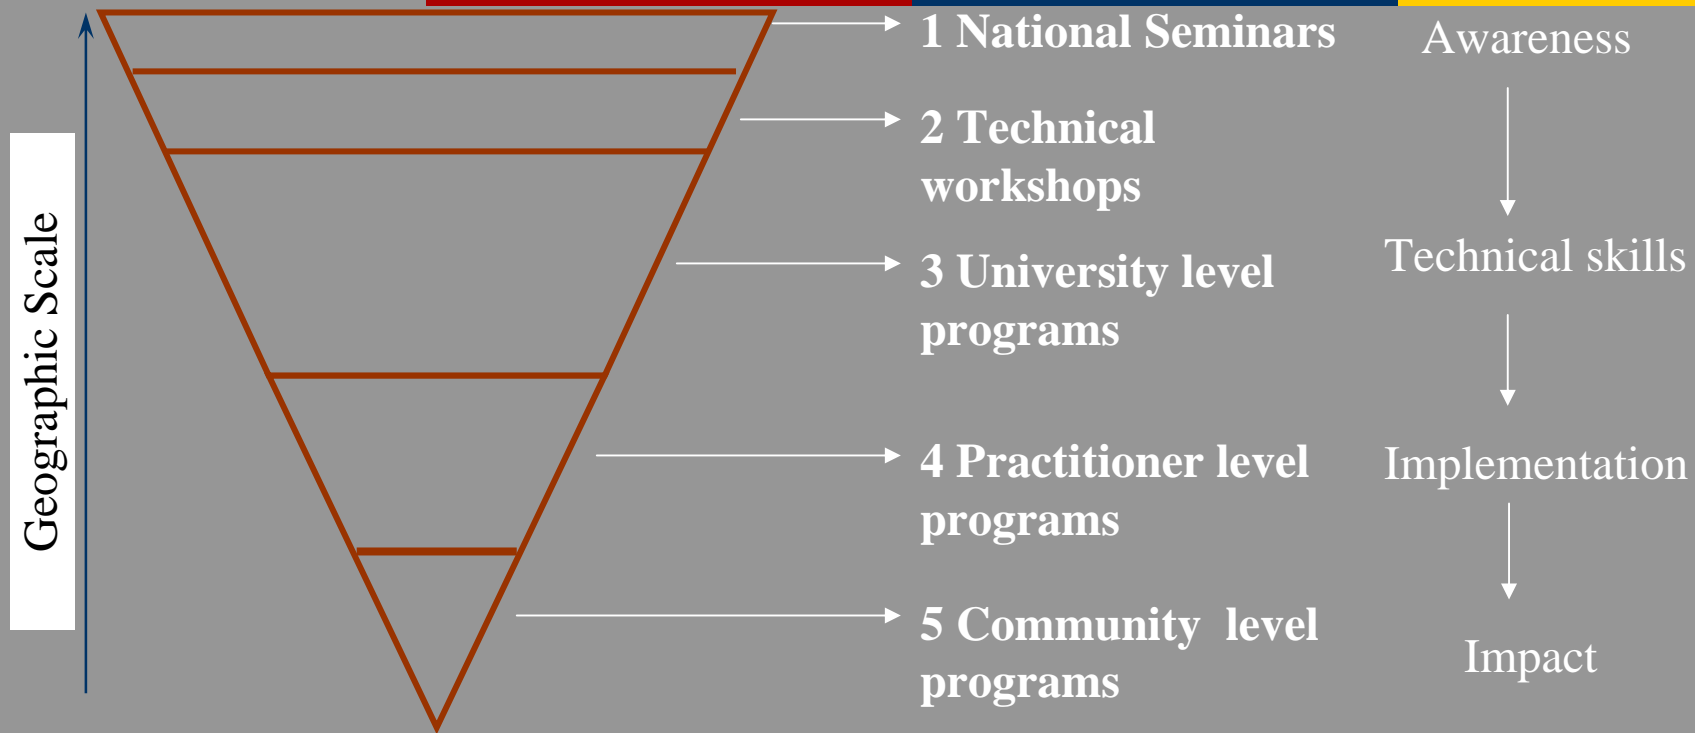 Geographic Scale
1 National Seminars
2 Technical
workshops
3 University level
programs
4 Practitioner level
programs
5 Community  level
programs
Awareness
Technical skills
Implementation
Impact